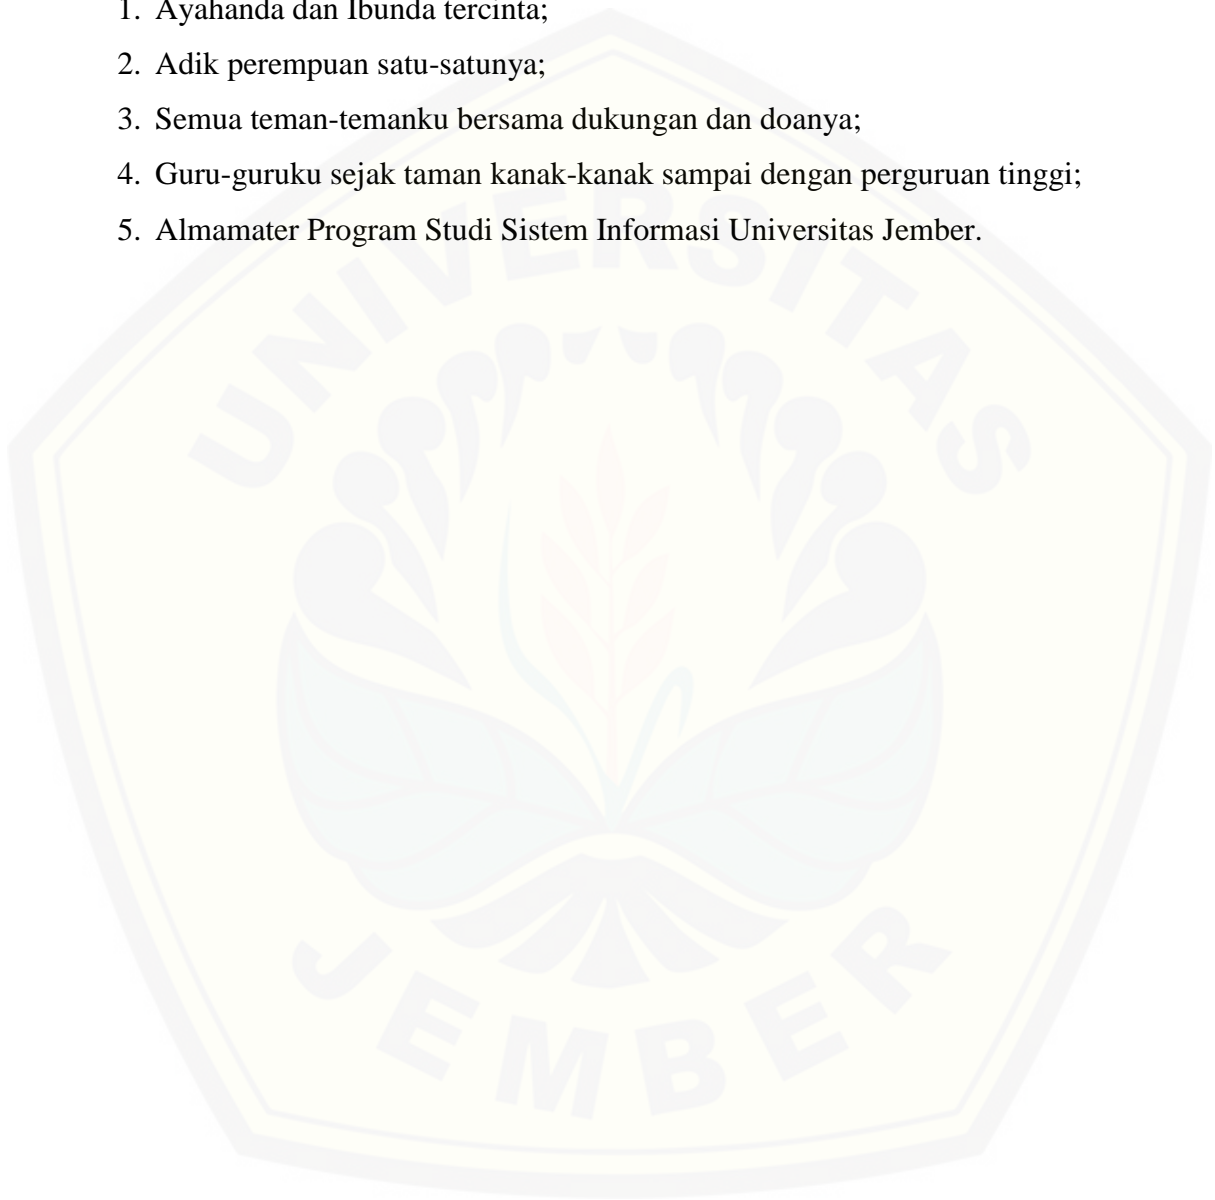 1. Ayahanda dan Ibunda tercinta;
2. Adik perempuan satu-satunya;
3. Semua teman-temanku bersama dukungan dan doanya;
4. Guru-guruku sejak taman kanak-kanak sampai dengan perguruan tinggi;
5. Almamater Program Studi Sistem Informasi Universitas Jember.
UNIVERSITAS
JEMBER